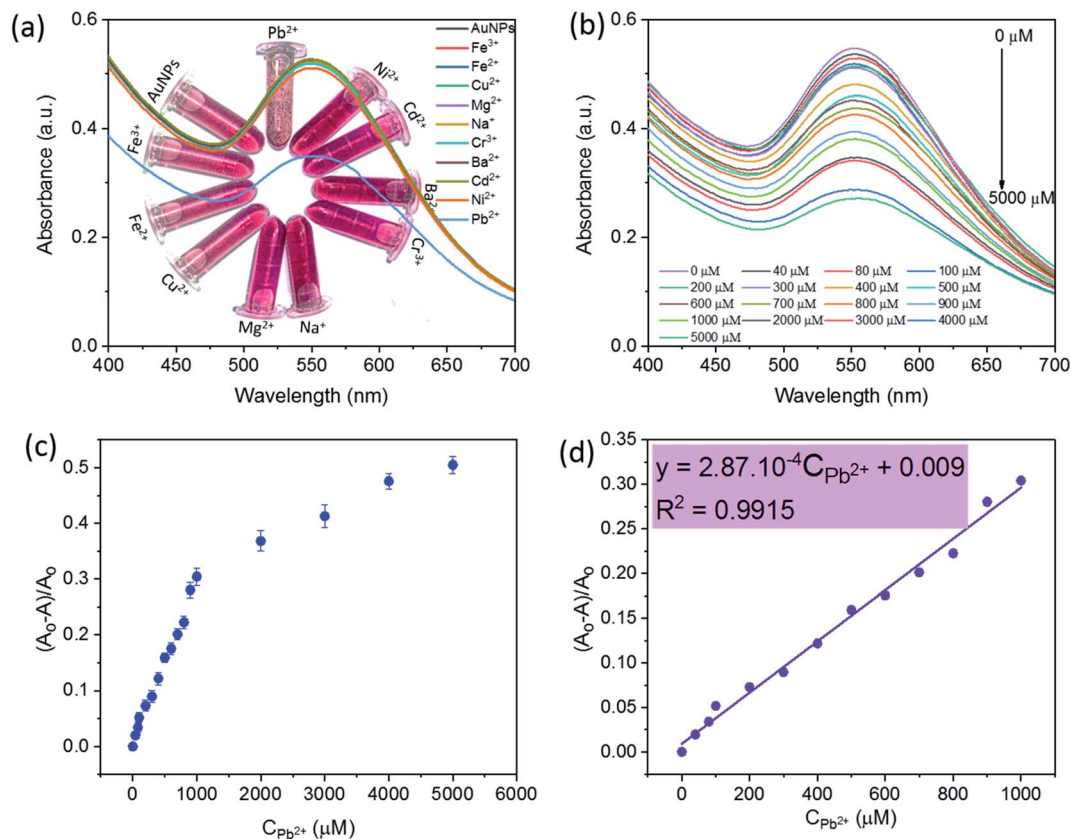 (a)
0.6
0.4
0.2
0.0
Absorbance (a.u.)
400 450 500 550 600 650 700
Wavelength (nm)
Pb²⁺
Ni²⁺
Cd²⁺
Ba²⁺
Cr³⁺
Na⁺
Mg²⁺
Cu²⁺
Fe²⁺
Fe³⁺
AuNPs
AuNPs
Fe³⁺
Fe²⁺
Cu²⁺
Mg²⁺
Na⁺
Cr³⁺
Ba²⁺
Cd²⁺
Ni²⁺
Pb²⁺
(b)
0.6
0.4
0.2
0.0
Absorbance (a.u.)
0 μM
5000 μM
0 μM 40 μM 80 μM 100 μM
200 μM 300 μM 400 μM 500 μM
600 μM 700 μM 800 μM 900 μM
1000 μM 2000 μM 3000 μM 4000 μM
5000 μM
400 450 500 550 600 650 700
Wavelength (nm)
(c)
0.5
0.4
0.3
0.2
0.1
0.0
(A₀-A)/A₀
0 1000 2000 3000 4000 5000 6000
C_Pb²⁺ (μM)
(d)
0.35
0.30
0.25
0.20
0.15
0.10
0.05
0.00
(A₀-A)/A₀
y = 2.87.10⁻⁴C_Pb²⁺ + 0.009
R² = 0.9915
0 200 400 600 800 1000
C_Pb²⁺ (μM)